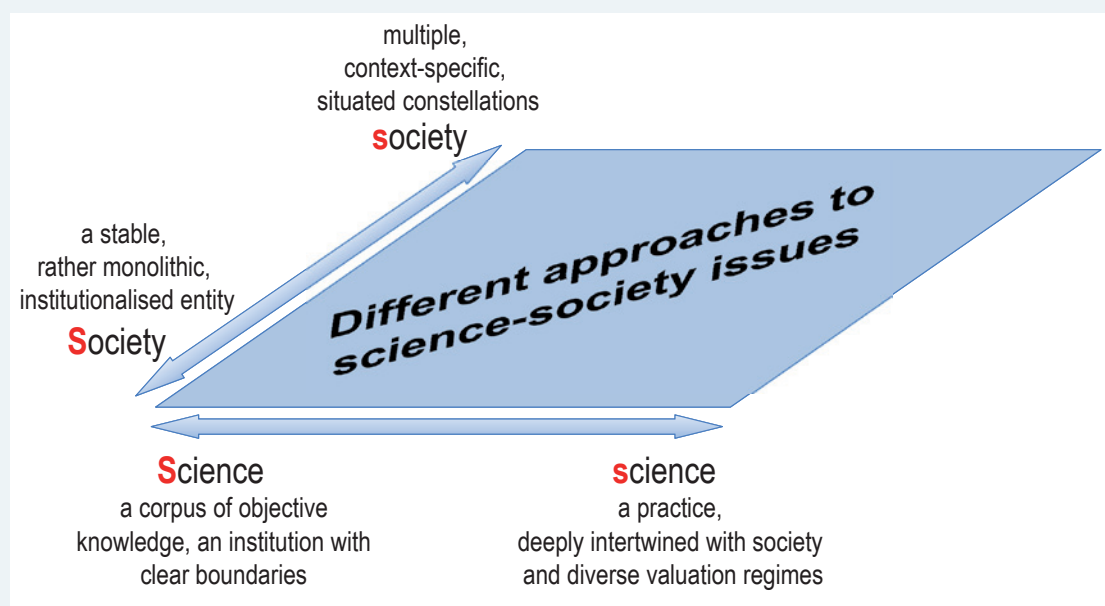 multiple,
context-specific,
situated constellations
society
a stable,
rather monolithic,
institutionalised entity
Society
Different approaches to
science-society issues
Science
a corpus of objective
knowledge, an institution with
clear boundaries
science
a practice,
deeply intertwined with society
and diverse valuation regimes